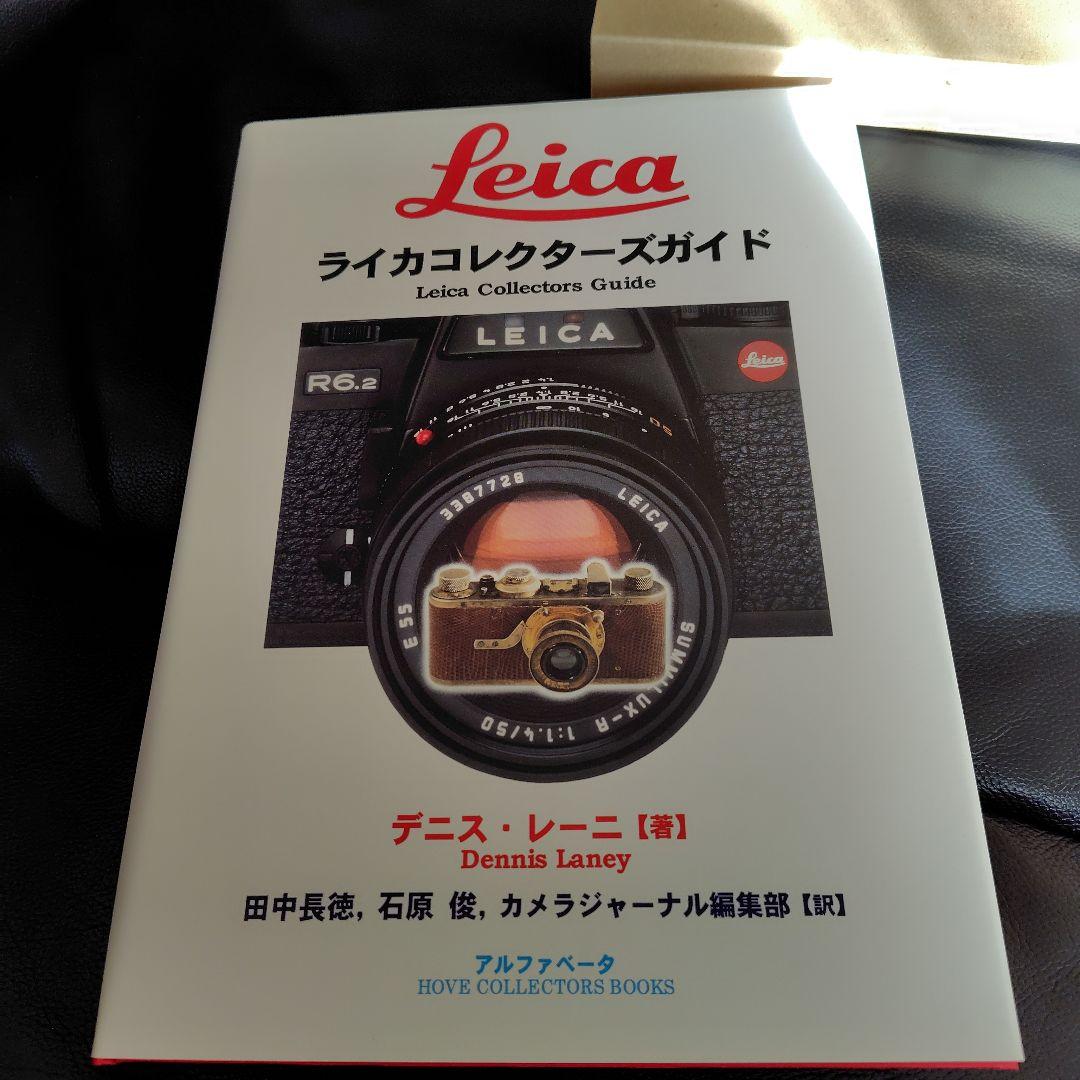 Leica
ライカコレクターズガイド
Leica Collectors Guide
LEICA
Leica
R6.2
3387728
LEICA
E55
SUMMILUX-R 1:1.4/50
デニス・レーニ【著】
Dennis Laney
田中長徳, 石原 俊, カメラジャーナル編集部【訳】
アルファベータ
HOVE COLLECTORS BOOKS